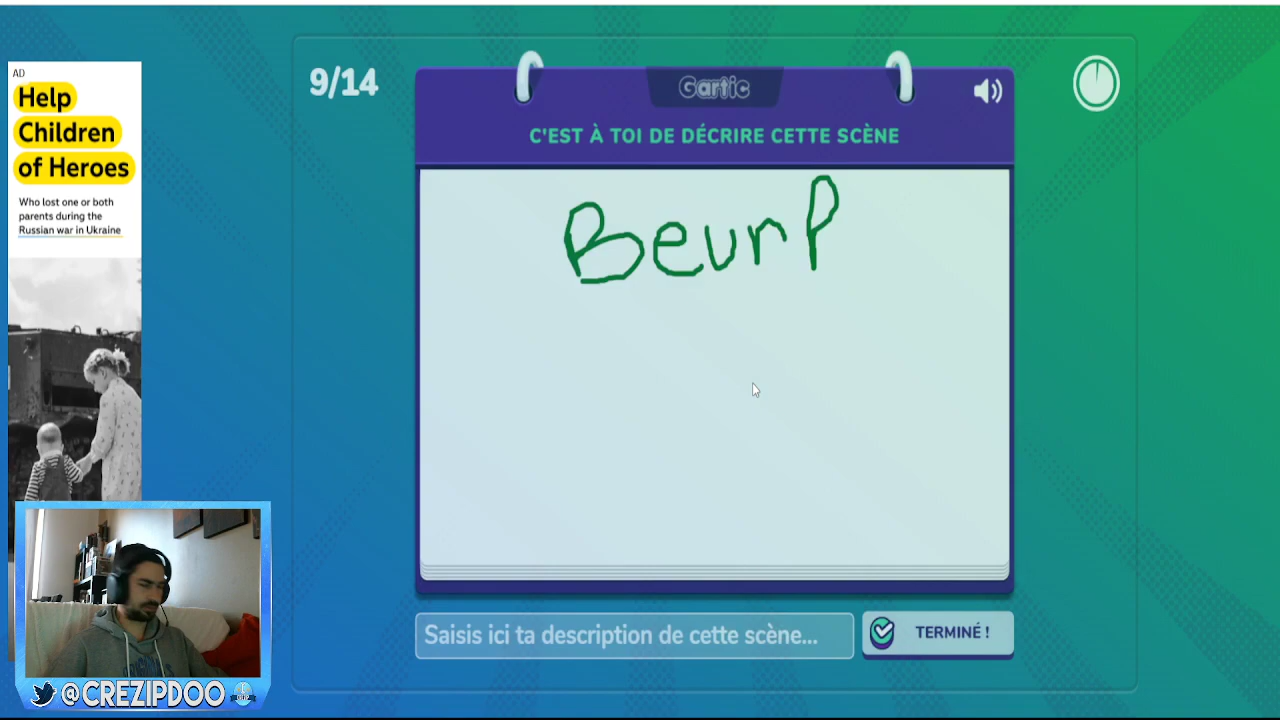 AD
Help
Children
of Heroes
Who lost one or both
parents during the
Russian war in Ukraine
9/14
Gartic
C'EST À TOI DE DÉCRIRE CETTE SCÈNE
BeurP
Saisis ici ta description de cette scène...
TERMINÉ !
@CREZIPDOO